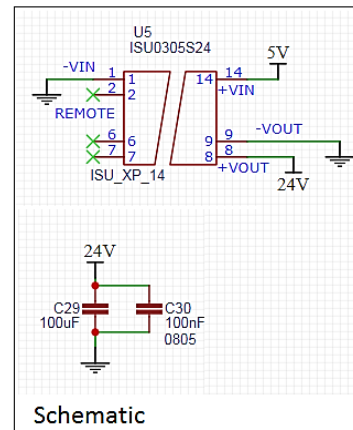 U5
ISU0305S24
-VIN
1 1
2 2
REMOTE
6 6
7 7
ISU_XP_14
5V
14 14
+VIN
9 9
-VOUT
8 8
+VOUT
24V
24V
C29
100uF
C30
100nF
0805
Schematic